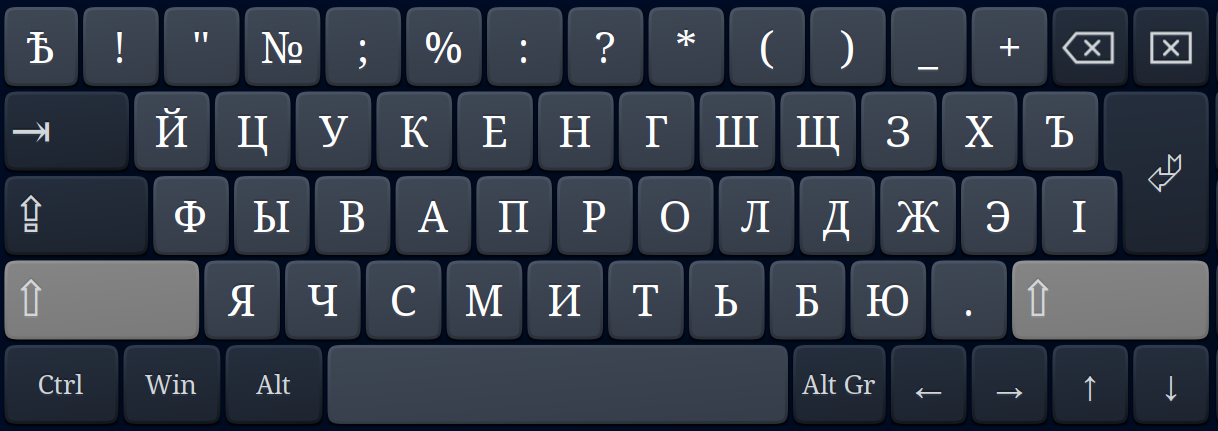 Ѣ ! " № ; % : ? * ( ) _ +
Й Ц У К Е Н Г Ш Щ З Х Ъ
Ф Ы В А П Р О Л Д Ж Э І
Я Ч С М И Т Ь Б Ю .
Ctrl Win Alt Alt Gr ← → ↑ ↓